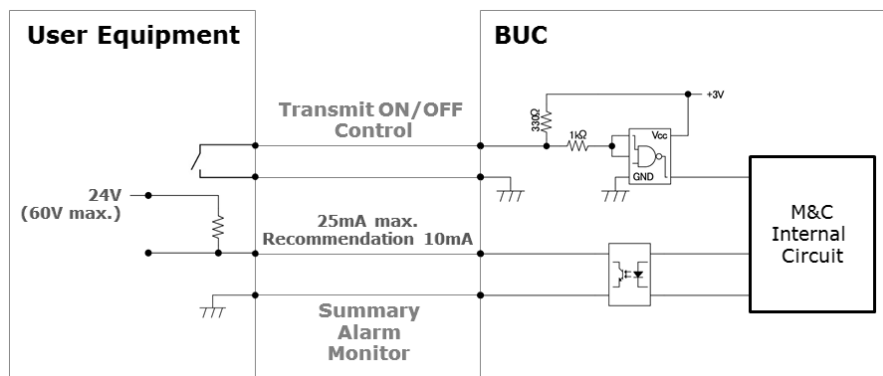 User Equipment
BUC
Transmit ON/OFF
Control
+3V
330Ω
1kΩ
Vcc
GND
24V
(60V max.)
25mA max.
Recommendation 10mA
M&C
Internal
Circuit
Summary
Alarm
Monitor